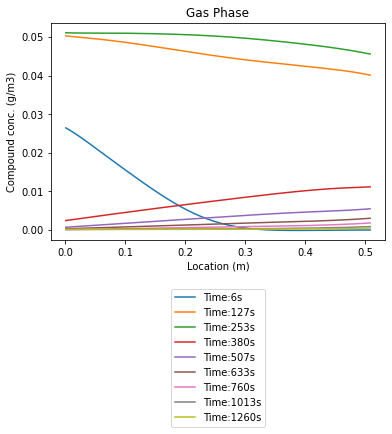 Gas Phase
0.05
0.04
0.03
0.02
0.01
0.00
Compound conc. (g/m3)
0.0 0.1 0.2 0.3 0.4 0.5
Location (m)
Time:6s
Time:127s
Time:253s
Time:380s
Time:507s
Time:633s
Time:760s
Time:1013s
Time:1260s